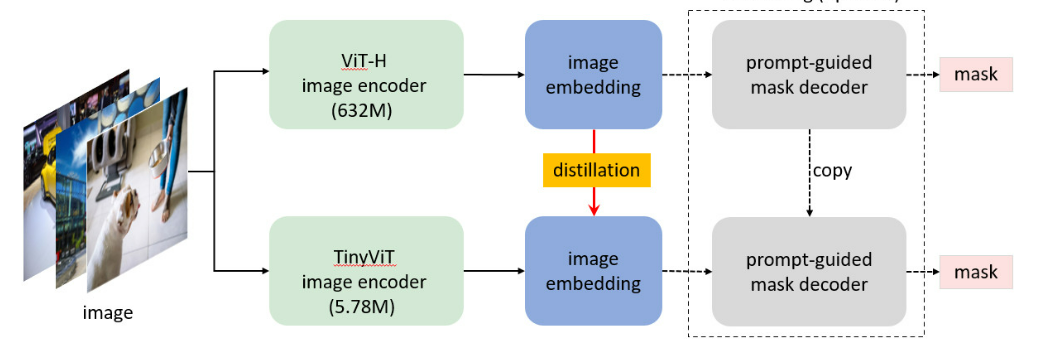 ViT-H
image encoder
(632M)
image
embedding
prompt-guided
mask decoder
mask
distillation
copy
TinyViT
image encoder
(5.78M)
image
embedding
prompt-guided
mask decoder
mask
image